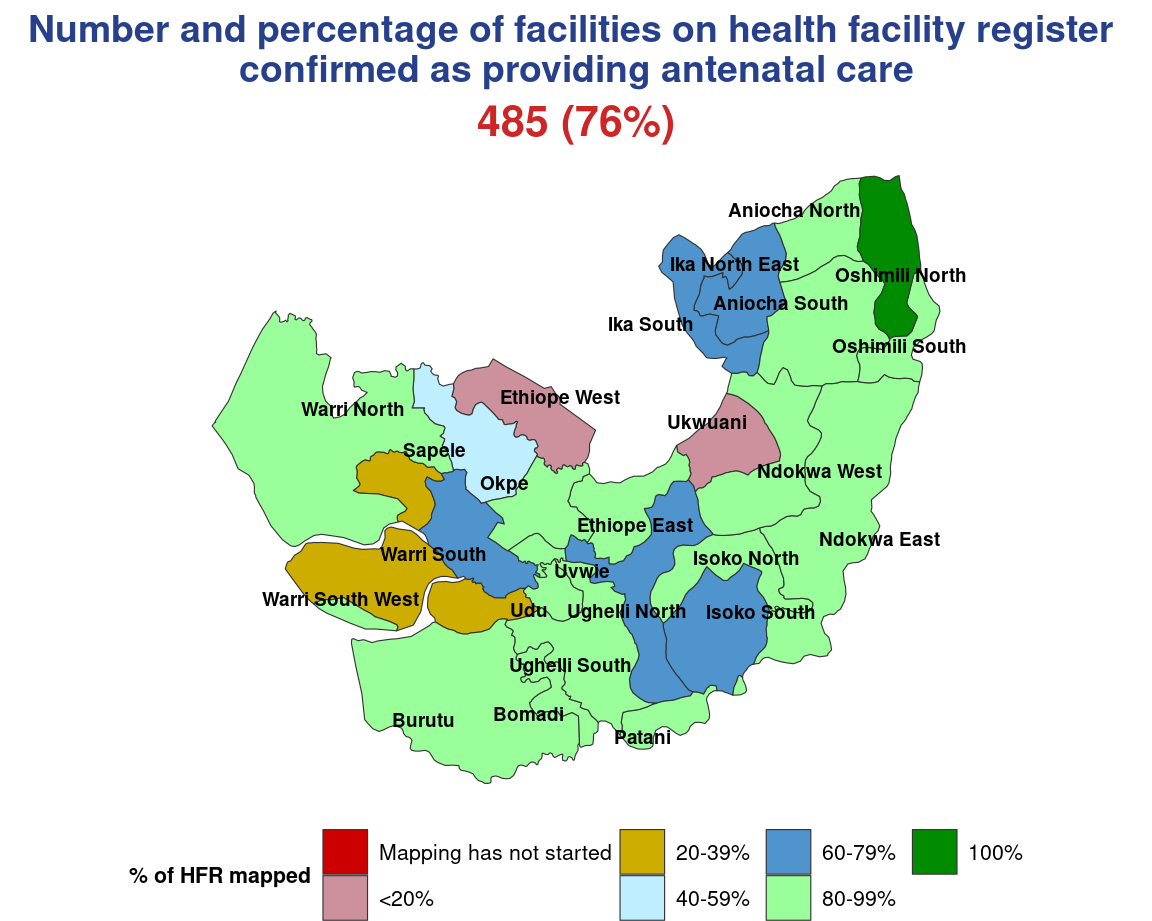 Number and percentage of facilities on health facility register
confirmed as providing antenatal care
485 (76%)
Aniocha North
Ika North East
Oshimili North
Aniocha South
Ika South
Oshimili South
Ethiope West
Warri North
Ukwuani
Sapele
Ndokwa West
Okpe
Ethiope East
Ndokwa East
Warri South
Isoko North
Uvwie
Warri South West
Udu
Ughelli North
Isoko South
Ughelli South
Bomadi
Burutu
Patani
% of HFR mapped
Mapping has not started
<20%
20-39%
40-59%
60-79%
80-99%
100%